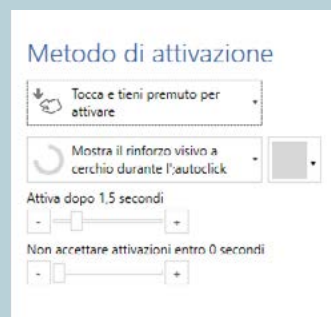 Metodo di attivazione
Tocca e tieni premuto per
attivare
Mostra il rinforzo visivo a
cerchio durante l';autoclick
Attiva dopo 1,5 secondi
- +
Non accettare attivazioni entro 0 secondi
- +